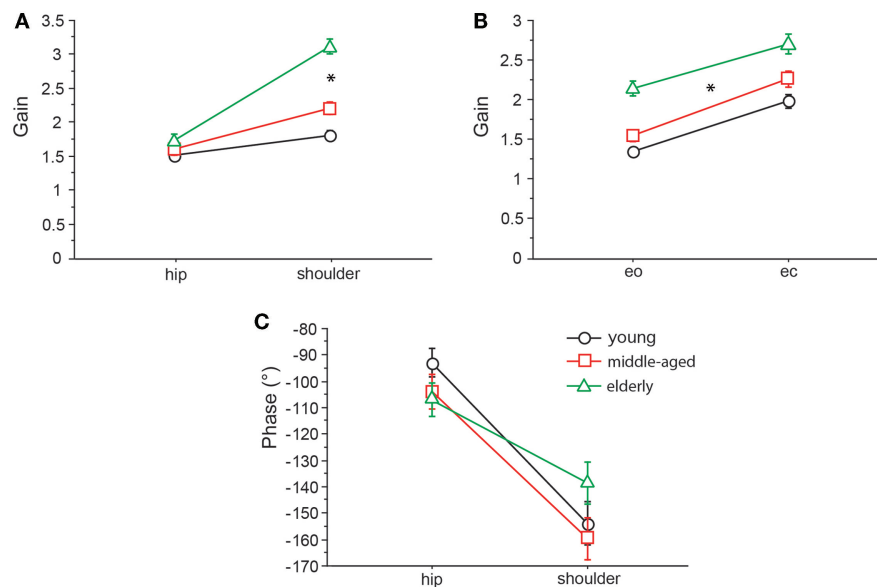 A
Gain
3.5
3
2.5
2
1.5
1
0.5
0
*
hip shoulder
B
Gain
3
2.5
2
1.5
1
0.5
0
*
eo ec
C
Phase (°)
-80
-90
-100
-110
-120
-130
-140
-150
-160
-170
hip shoulder
young
middle-aged
elderly